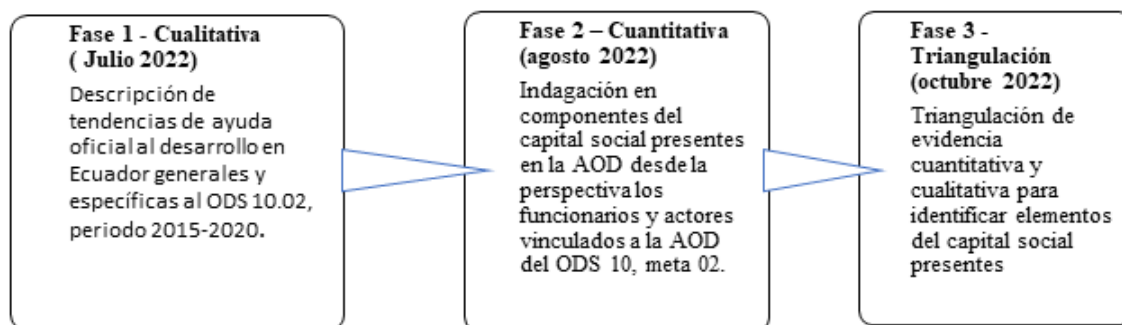 Fase 1 - Cualitativa
( Julio 2022)
Descripción de
tendencias de ayuda
oficial al desarrollo en
Ecuador generales y
específicas al ODS 10.02,
periodo 2015-2020.
Fase 2 – Cuantitativa
(agosto 2022)
Indagación en
componentes del
capital social presentes
en la AOD desde la
perspectiva los
funcionarios y actores
vinculados a la AOD
del ODS 10, meta 02.
Fase 3 -
Triangulación
(octubre 2022)
Triangulación de
evidencia
cuantitativa y
cualitativa para
identificar elementos
del capital social
presentes